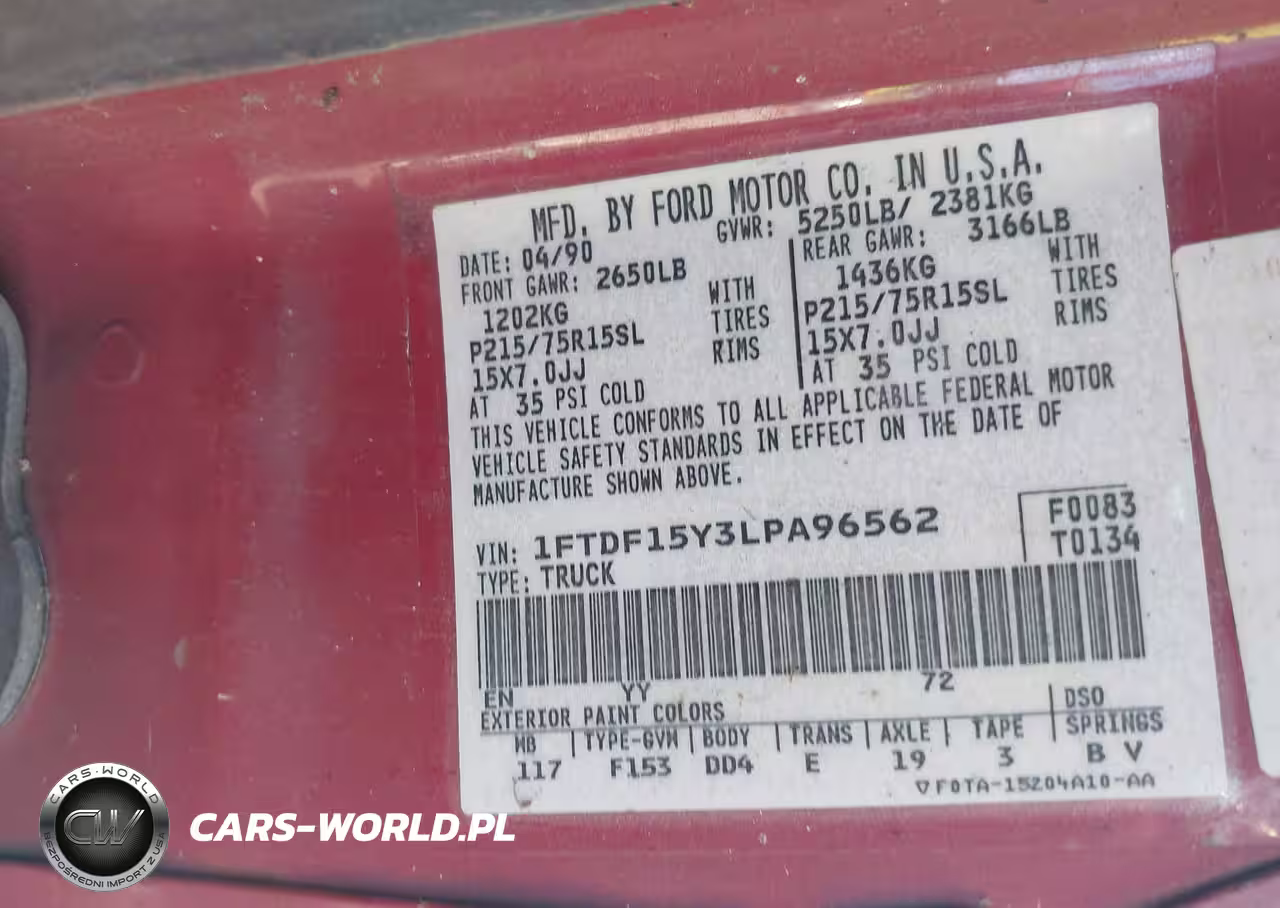 MFD. BY FORD MOTOR CO. IN U.S.A.
DATE: 04/90 GVWR: 5250LB/ 2381KG
FRONT GAWR: 2650LB REAR GAWR: 3166LB
1202KG WITH 1436KG WITH
P215/75R15SL TIRES P215/75R15SL TIRES
15X7.0JJ RIMS 15X7.0JJ RIMS
AT 35 PSI COLD AT 35 PSI COLD
THIS VEHICLE CONFORMS TO ALL APPLICABLE FEDERAL MOTOR
VEHICLE SAFETY STANDARDS IN EFFECT ON THE DATE OF
MANUFACTURE SHOWN ABOVE.
F0083
VIN: 1FTDF15Y3LPA96562 T0134
TYPE: TRUCK
EN YY 72
EXTERIOR PAINT COLORS DSO
WB TYPE-GVW BODY TRANS AXLE TAPE SPRINGS
117 F153 DD4 E 19 3 B V
F0TA-15204A10-AA
CARS-WORLD
CW
BEZPOŚREDNI IMPORT Z USA
CARS-WORLD.PL